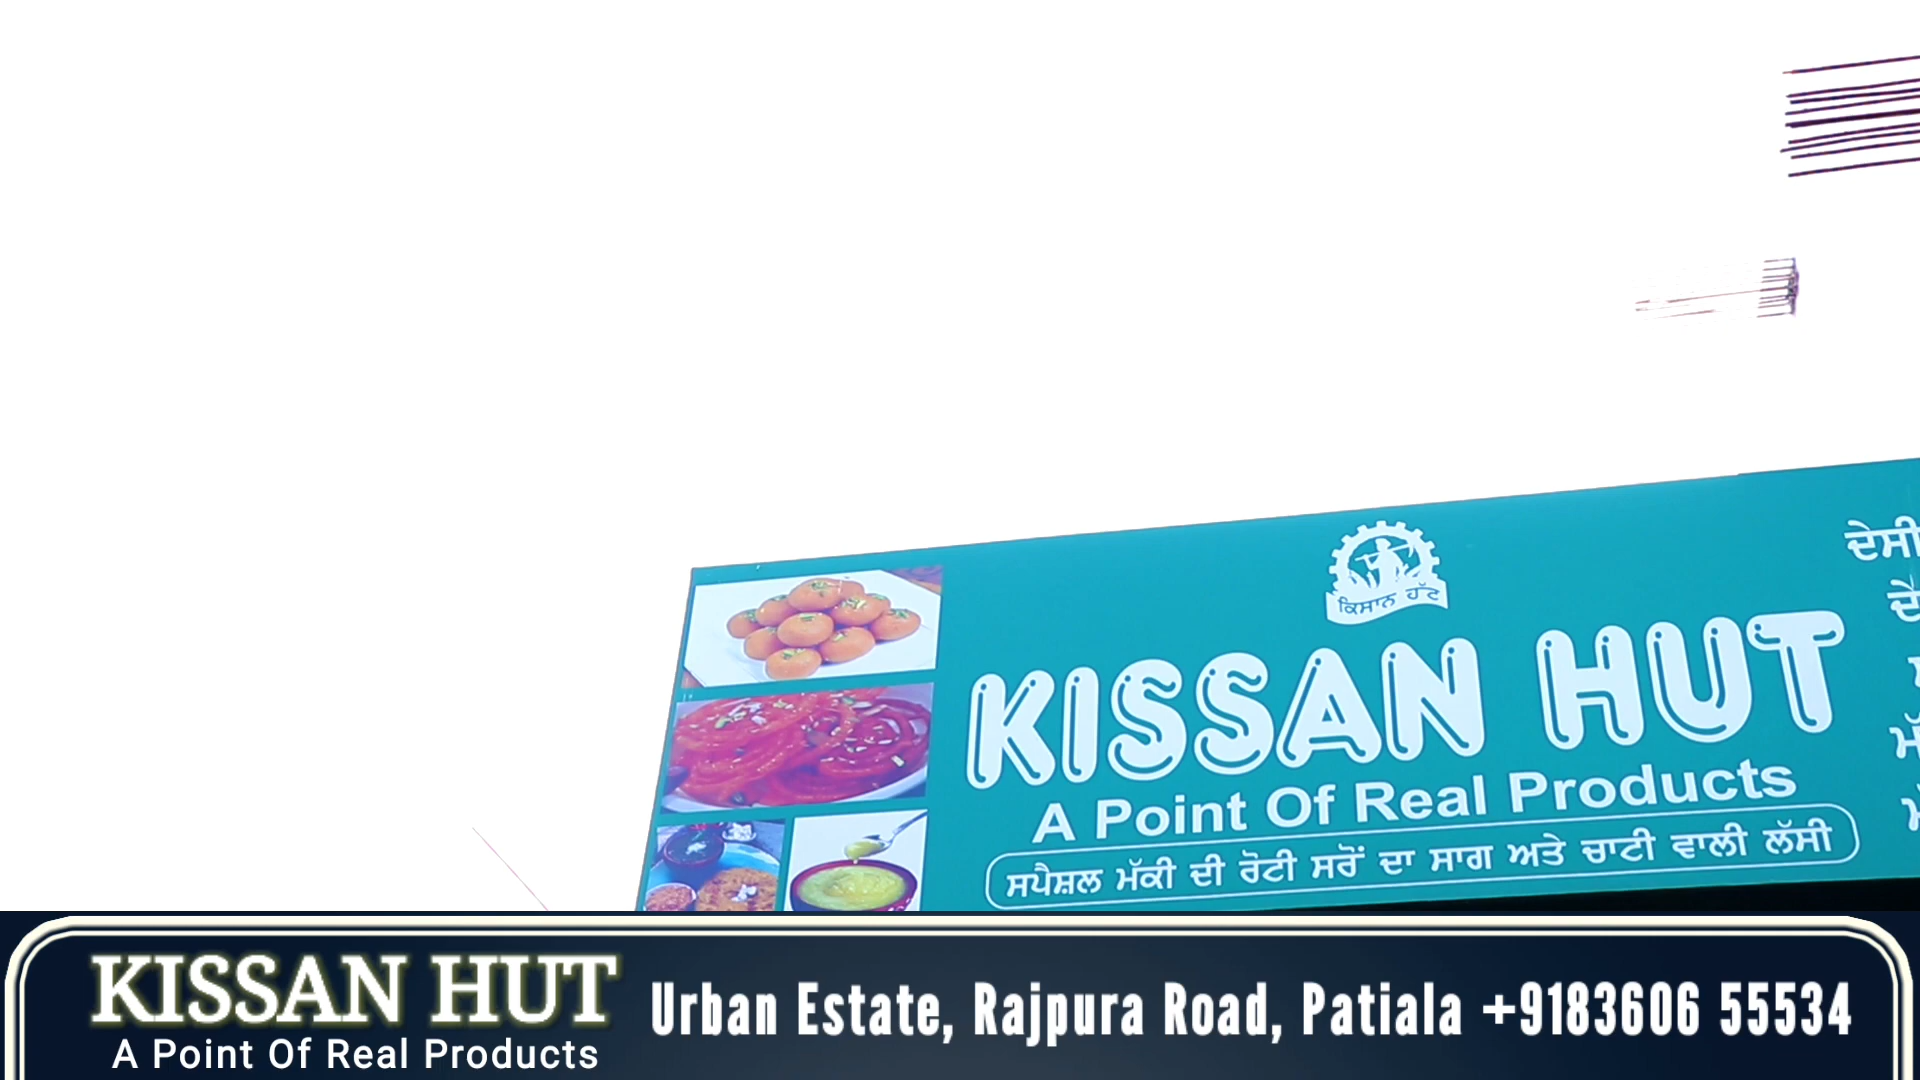 ਕਿਸਾਨ ਹੱਟ
KISSAN HUT
A Point Of Real Products
ਸਪੈਸ਼ਲ ਮੱਕੀ ਦੀ ਰੋਟੀ ਸਰੋਂ ਦਾ ਸਾਗ ਅਤੇ ਚਾਟੀ ਵਾਲੀ ਲੱਸੀ
ਦੇਸੀ
KISSAN HUT
A Point Of Real Products
Urban Estate, Rajpura Road, Patiala +9183606 55534